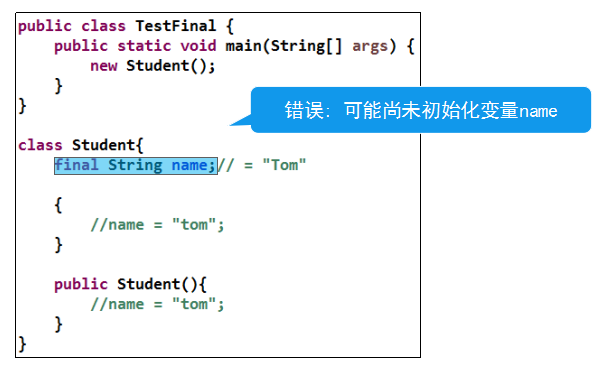 public class TestFinal {
    public static void main(String[] args) {
        new Student();
    }
}
错误: 可能尚未初始化变量name
class Student{
    final String name;// = "Tom"
    {
        //name = "tom";
    }
    public Student(){
        //name = "tom";
    }
}